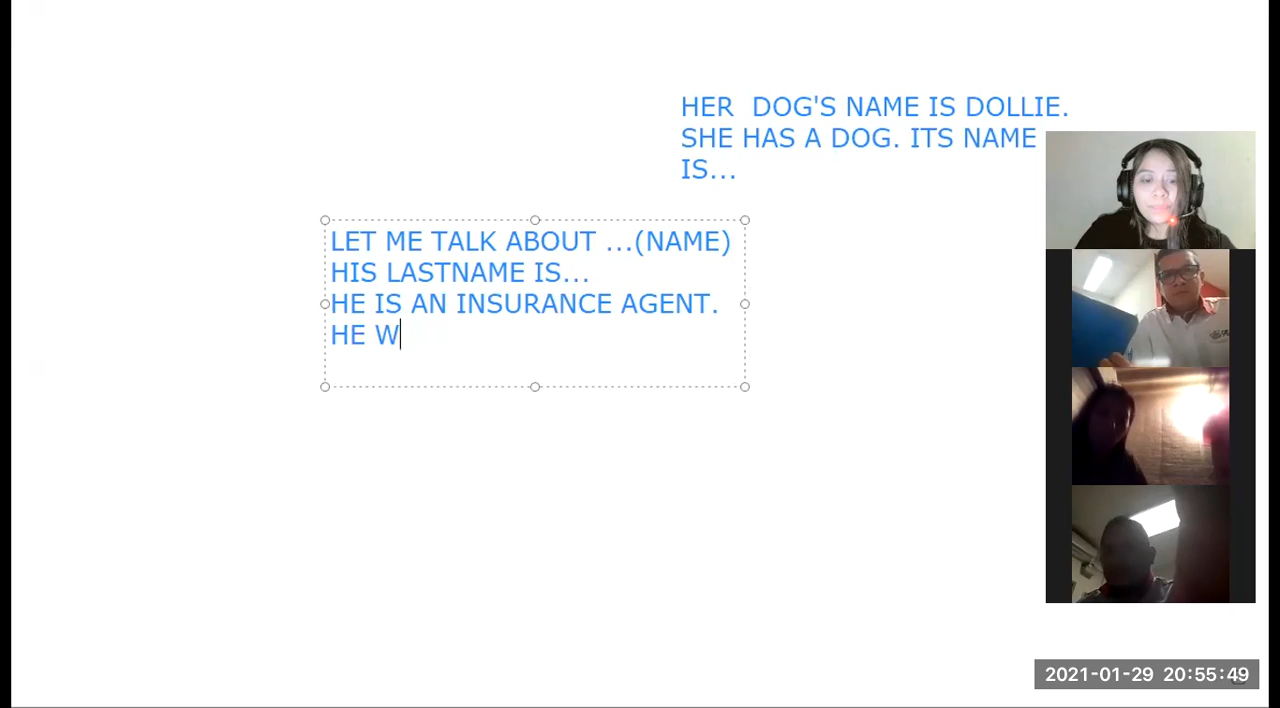 HER DOG'S NAME IS DOLLIE.
SHE HAS A DOG. ITS NAME
IS...
LET ME TALK ABOUT ...(NAME)
HIS LASTNAME IS...
HE IS AN INSURANCE AGENT.
HE W
2021-01-29 20:55:49